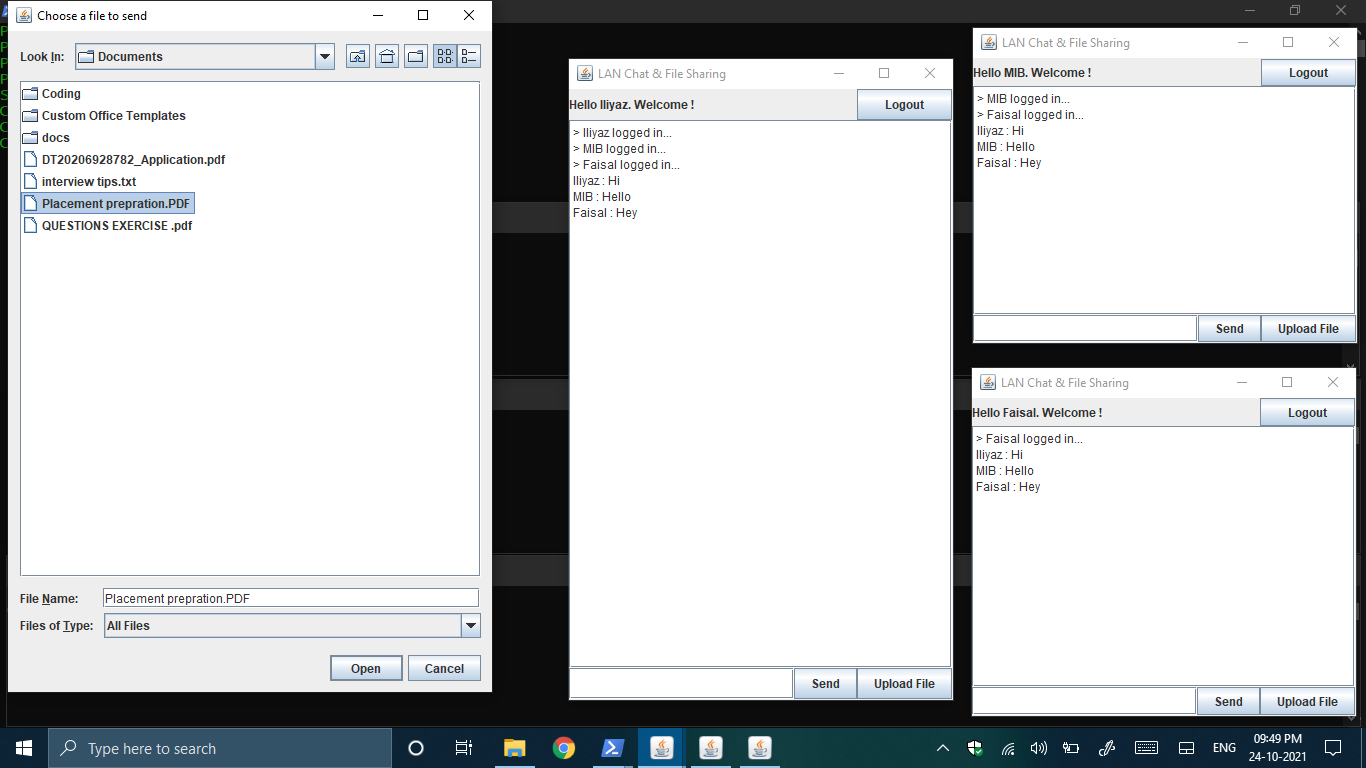 Choose a file to send
Look In: Documents
Coding
Custom Office Templates
docs
DT20206928782_Application.pdf
interview tips.txt
Placement prepration.PDF
QUESTIONS EXERCISE .pdf
File Name: Placement prepration.PDF
Files of Type: All Files
Open Cancel
LAN Chat & File Sharing
Hello Iliyaz. Welcome ! Logout
> Iliyaz logged in...
> MIB logged in...
> Faisal logged in...
Iliyaz : Hi
MIB : Hello
Faisal : Hey
Send Upload File
LAN Chat & File Sharing
Hello MIB. Welcome ! Logout
> MIB logged in...
> Faisal logged in...
Iliyaz : Hi
MIB : Hello
Faisal : Hey
Send Upload File
LAN Chat & File Sharing
Hello Faisal. Welcome ! Logout
> Faisal logged in...
Iliyaz : Hi
MIB : Hello
Faisal : Hey
Send Upload File
Type here to search
ENG
09:49 PM
24-10-2021